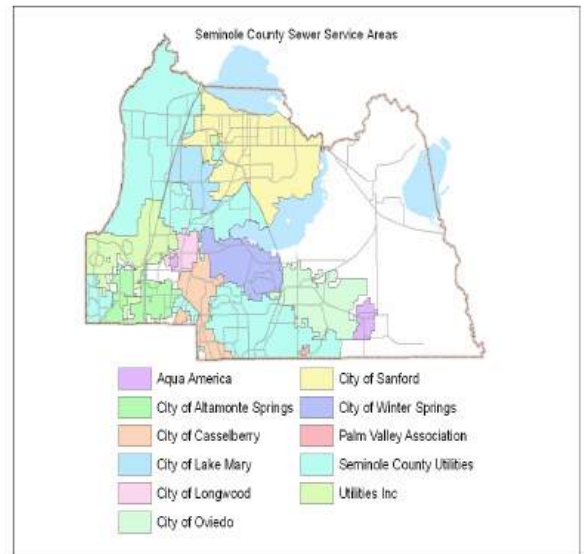 Seminole County Sewer Service Areas
Aqua America
City of Altamonte Springs
City of Casselberry
City of Lake Mary
City of Longwood
City of Oviedo
City of Sanford
City of Winter Springs
Palm Valley Association
Seminole County Utilities
Utilities Inc